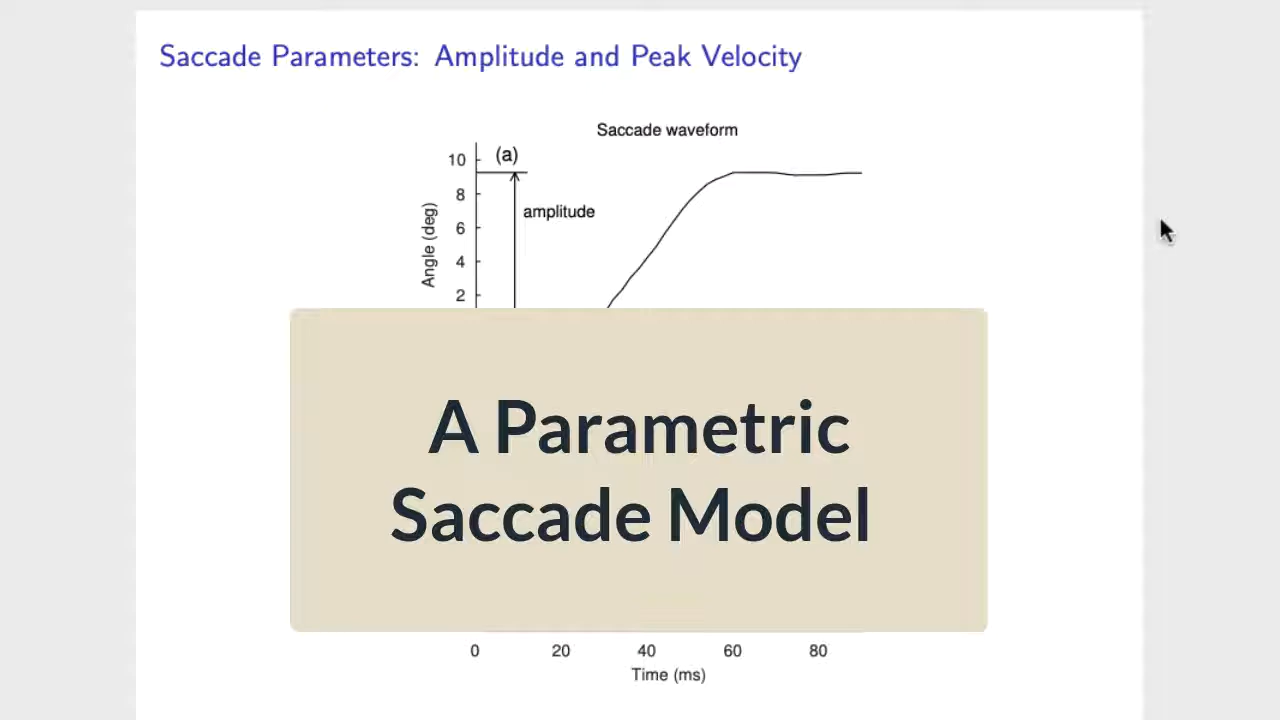 Saccade Parameters: Amplitude and Peak Velocity
Saccade waveform
(a)
10
8
6
4
2
Angle (deg)
amplitude
A Parametric
Saccade Model
0 20 40 60 80
Time (ms)